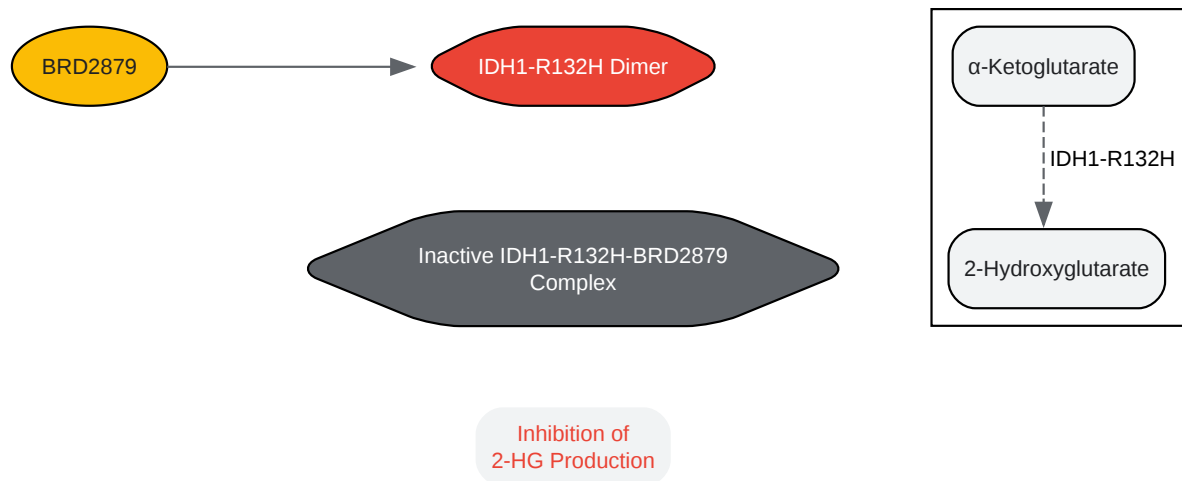 BRD2879
IDH1-R132H Dimer
α-Ketoglutarate
IDH1-R132H
2-Hydroxyglutarate
Inactive IDH1-R132H-BRD2879
Complex
Inhibition of
2-HG Production